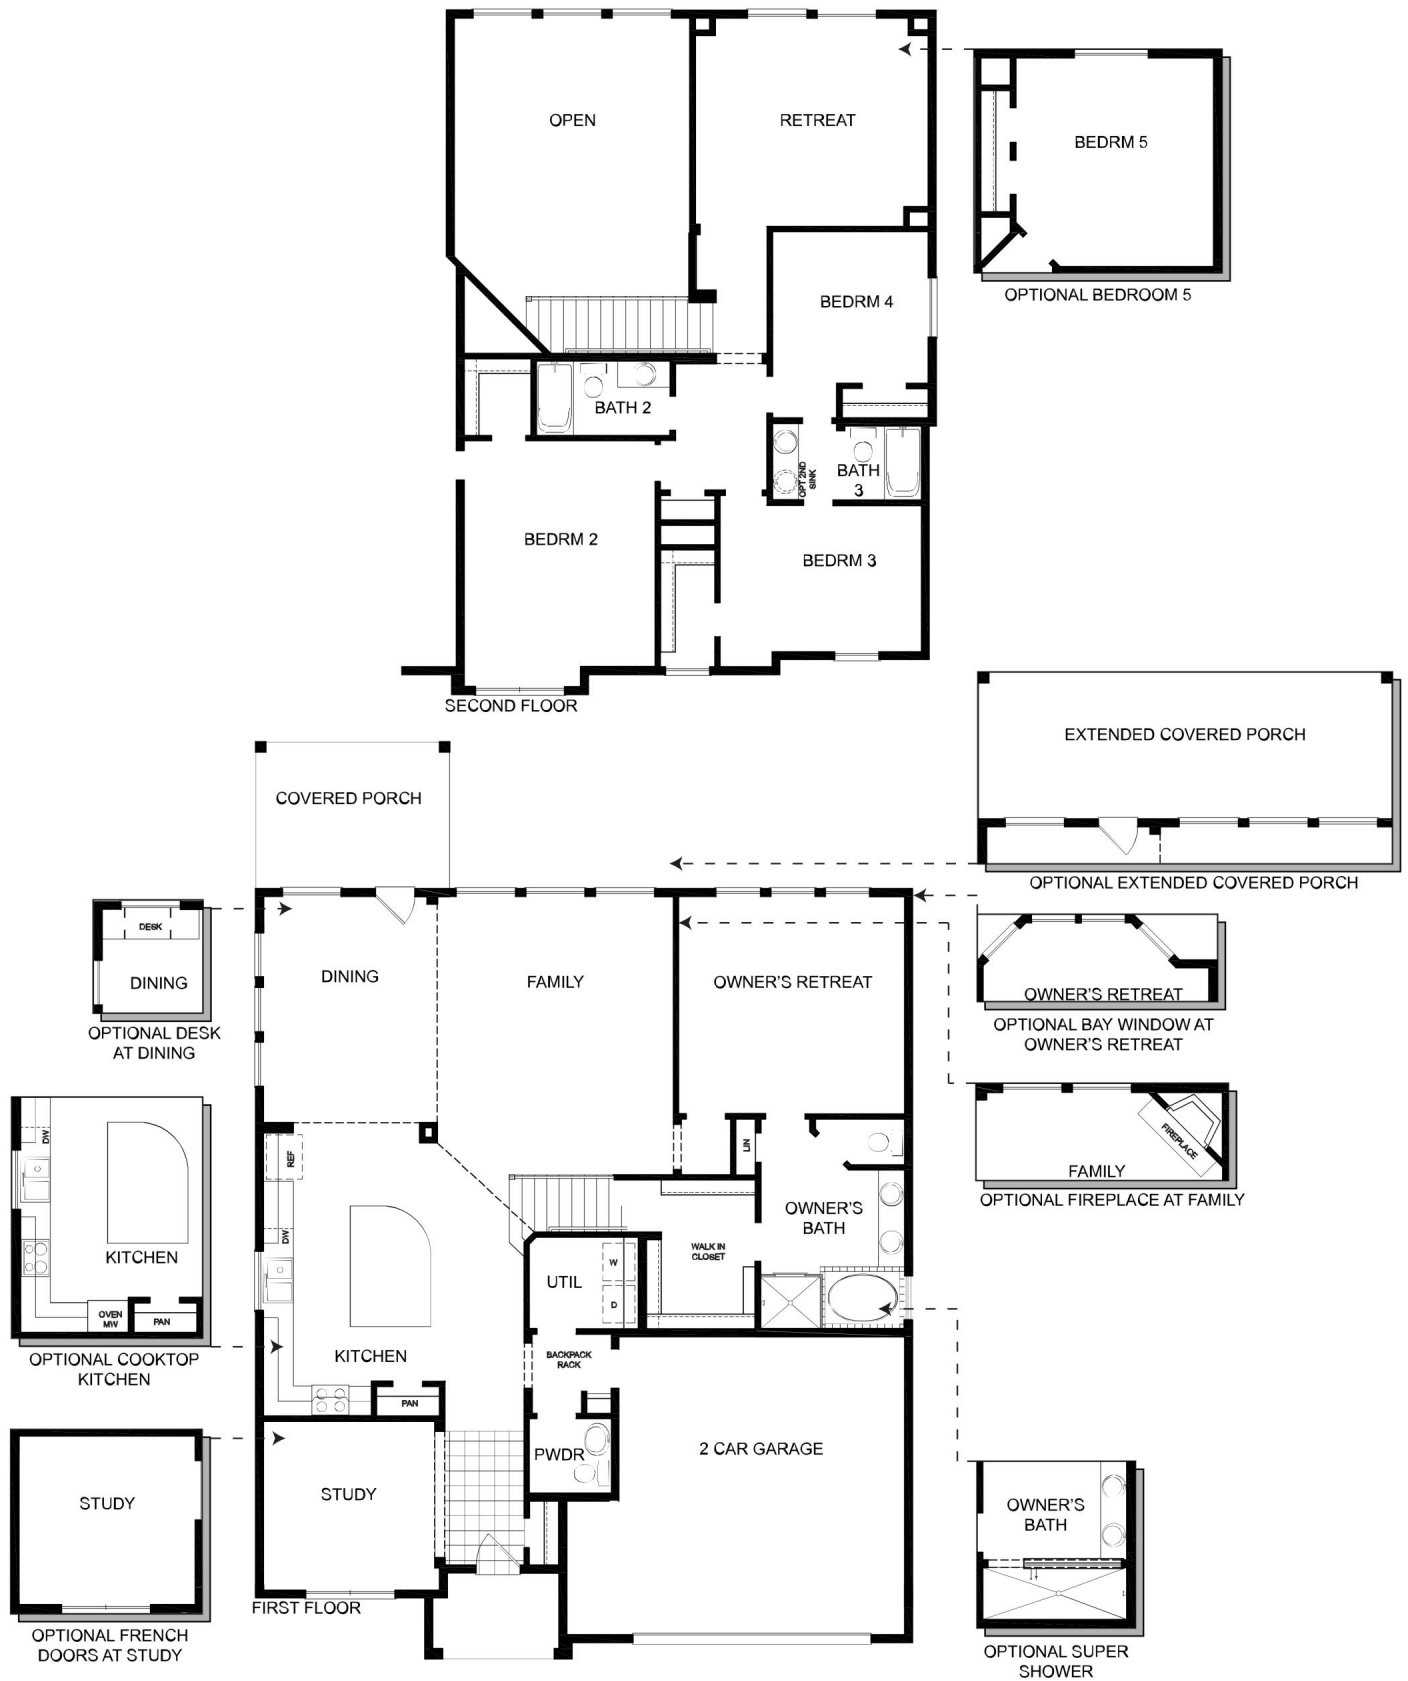 OPEN
RETREAT
BEDRM 5
OPTIONAL BEDROOM 5
BEDRM 4
BATH 2
BATH
3
OPT 2ND
SINK
BEDRM 2
BEDRM 3
SECOND FLOOR
EXTENDED COVERED PORCH
OPTIONAL EXTENDED COVERED PORCH
COVERED PORCH
DESK
DINING
OPTIONAL DESK
AT DINING
DINING
FAMILY
OWNER'S RETREAT
OWNER'S RETREAT
OPTIONAL BAY WINDOW AT
OWNER'S RETREAT
FIREPLACE
FAMILY
OPTIONAL FIREPLACE AT FAMILY
DW
KITCHEN
OVEN
MW
PAN
OPTIONAL COOKTOP
KITCHEN
REF
DW
KITCHEN
PAN
LIN
OWNER'S
BATH
WALK IN
CLOSET
UTIL
W
D
BACKPACK
RACK
PWDR
2 CAR GARAGE
STUDY
OPTIONAL FRENCH
DOORS AT STUDY
STUDY
FIRST FLOOR
OWNER'S
BATH
OPTIONAL SUPER
SHOWER